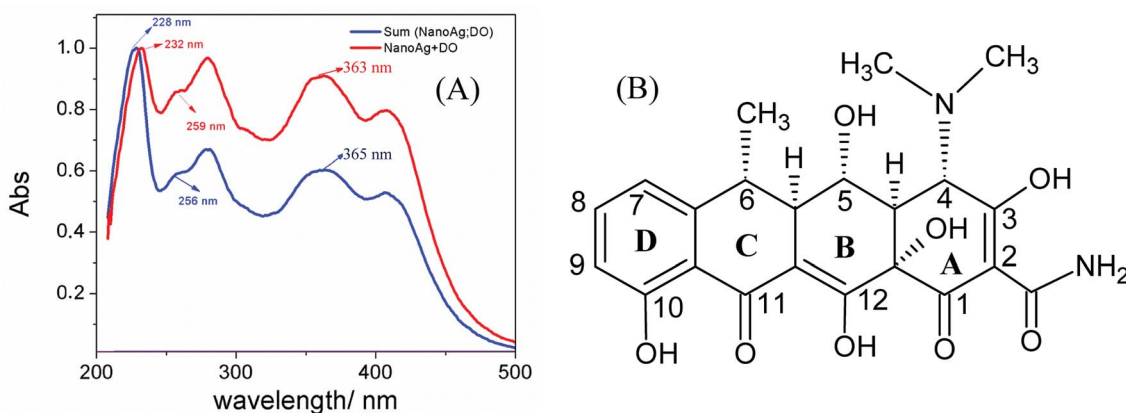 228 nm
Sum (NanoAg;DO)
232 nm
NanoAg+DO
1.0
363 nm
(A)
0.8
259 nm
0.6
365 nm
256 nm
0.4
0.2
Abs
200 300 400 500
wavelength/ nm
(B)
H₃C CH₃
N
CH₃ OH
H H
8 7 6 5 4 OH
3
OH
D C B A
9 2
NH₂
10 11 12 1
OH O OH O O